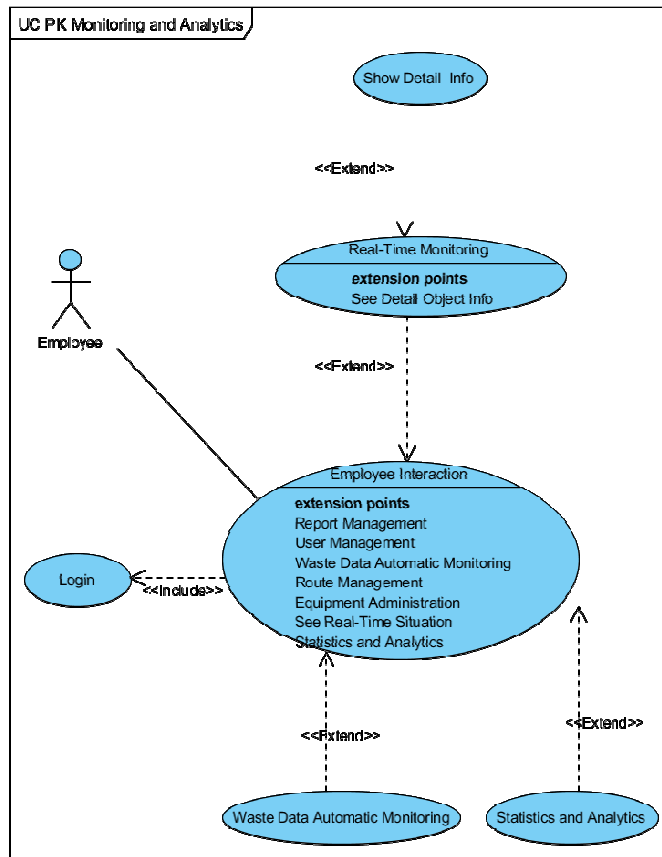 UC PK Monitoring and Analytics
Show Detail Info
<<Extend>>
Real-Time Monitoring
extension points
See Detail Object Info
Employee
<<Extend>>
Employee Interaction
extension points
Report Management
User Management
Waste Data Automatic Monitoring
Route Management
Equipment Administration
See Real-Time Situation
Statistics and Analytics
Login
<<Include>>
<<Extend>>
<<Extend>>
Waste Data Automatic Monitoring
Statistics and Analytics